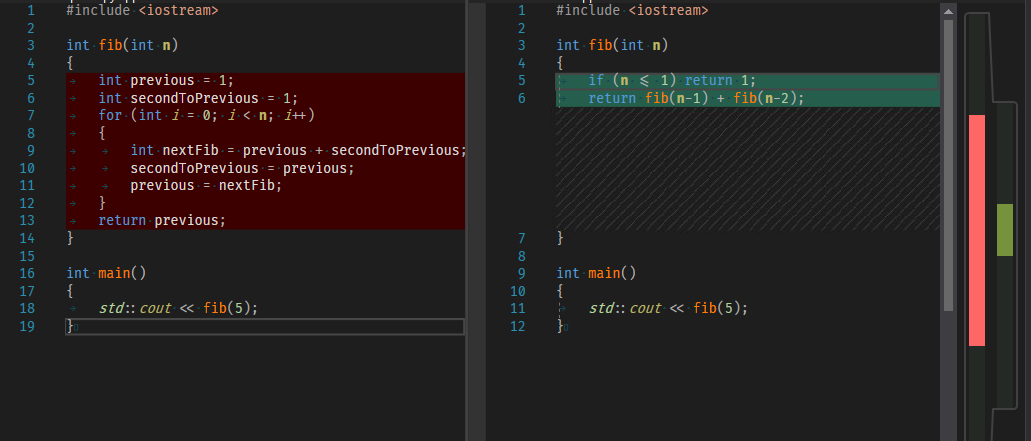 1 #include <iostream>
2
3 int fib(int n)
4 {
5 int previous = 1;
6 int secondToPrevious = 1;
7 for (int i = 0; i < n; i++)
8 {
9 int nextFib = previous + secondToPrevious;
10 secondToPrevious = previous;
11 previous = nextFib;
12 }
13 return previous;
14 }
15
16 int main()
17 {
18 std::cout << fib(5);
19 }
1 #include <iostream>
2
3 int fib(int n)
4 {
5 if (n <= 1) return 1;
6 return fib(n-1) + fib(n-2);
7 }
8
9 int main()
10 {
11 std::cout << fib(5);
12 }